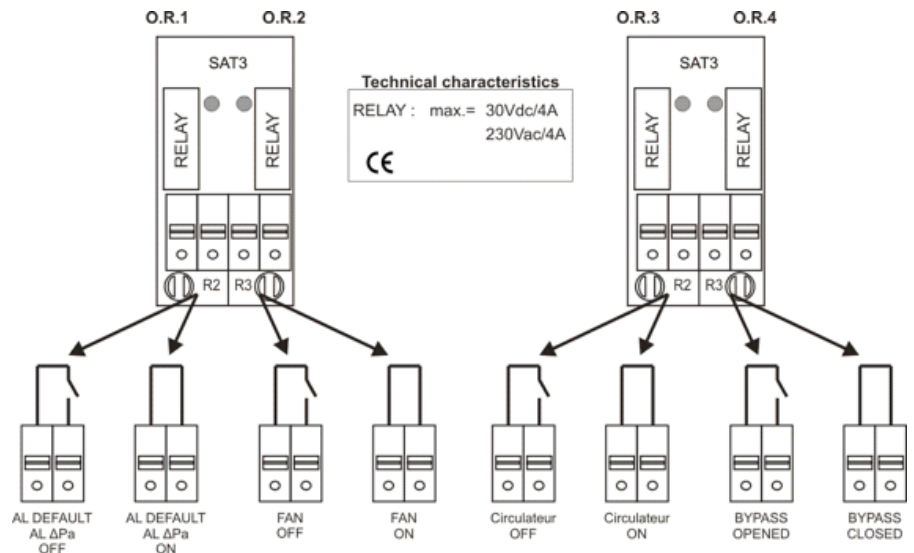 O.R.1
O.R.2
O.R.3
O.R.4
SAT3
SAT3
RELAY
RELAY
RELAY
RELAY
Technical characteristics
RELAY : max.= 30Vdc/4A
230Vac/4A
CE
R2
R3
R2
R3
AL DEFAULT
AL ΔPa
OFF
AL DEFAULT
AL ΔPa
ON
FAN
OFF
FAN
ON
Circulateur
OFF
Circulateur
ON
BYPASS
OPENED
BYPASS
CLOSED